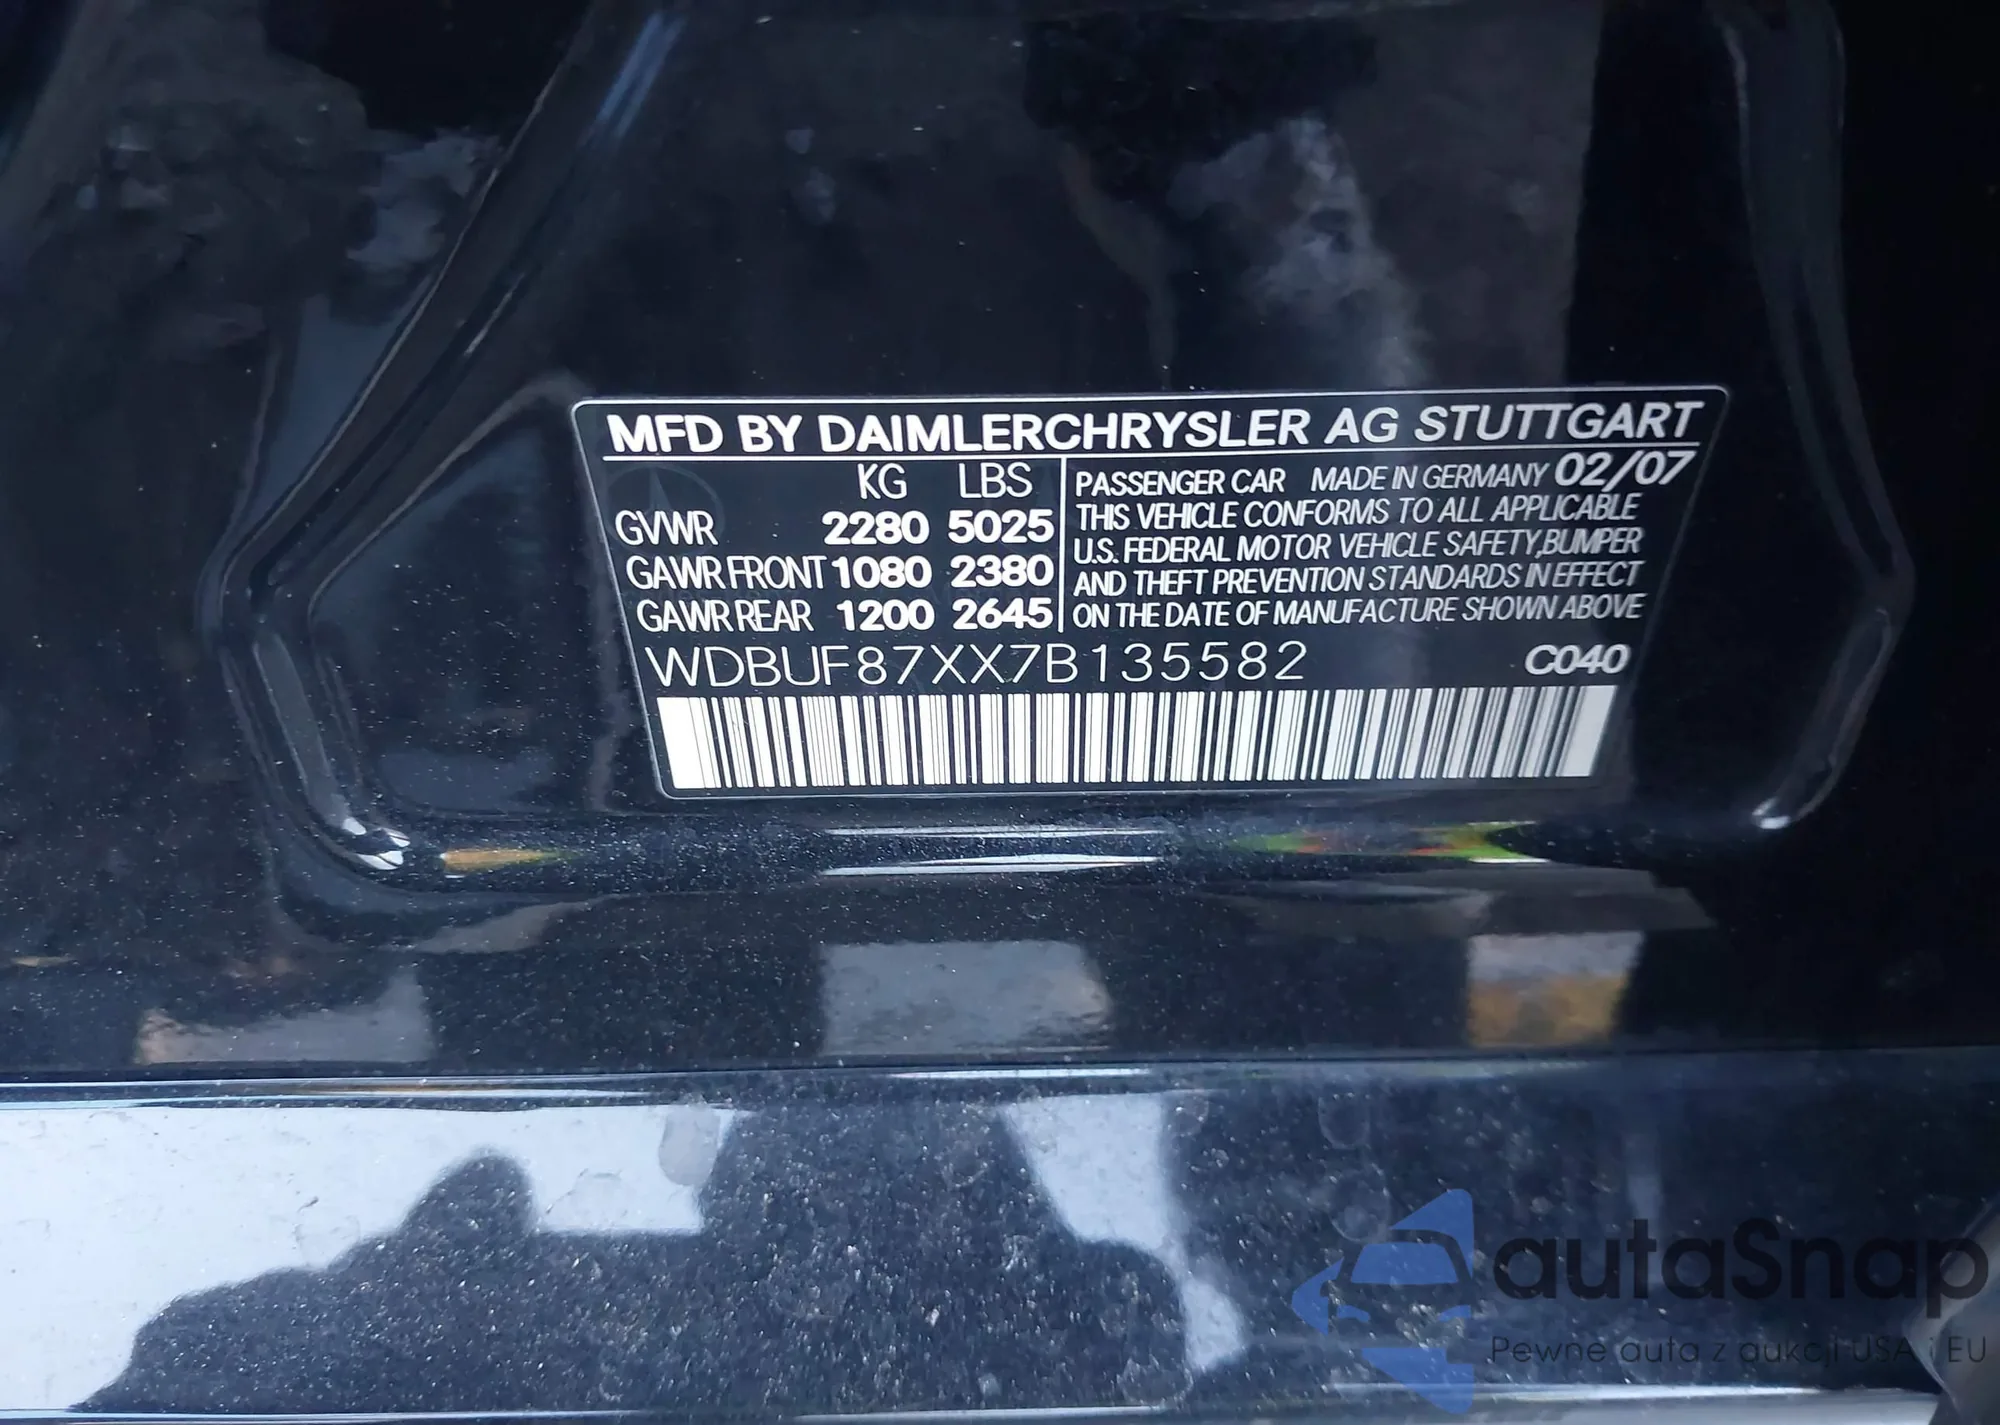 MFD BY DAIMLERCHRYSLER AG STUTTGART
KG LBS
GVWR 2280 5025
GAWR FRONT 1080 2380
GAWR REAR 1200 2645
PASSENGER CAR MADE IN GERMANY 02/07
THIS VEHICLE CONFORMS TO ALL APPLICABLE
U.S. FEDERAL MOTOR VEHICLE SAFETY,BUMPER
AND THEFT PREVENTION STANDARDS IN EFFECT
ON THE DATE OF MANUFACTURE SHOWN ABOVE
WDBUF87XX7B135582 C040
autaSnap
Pewne auta z aukcji USA i EU